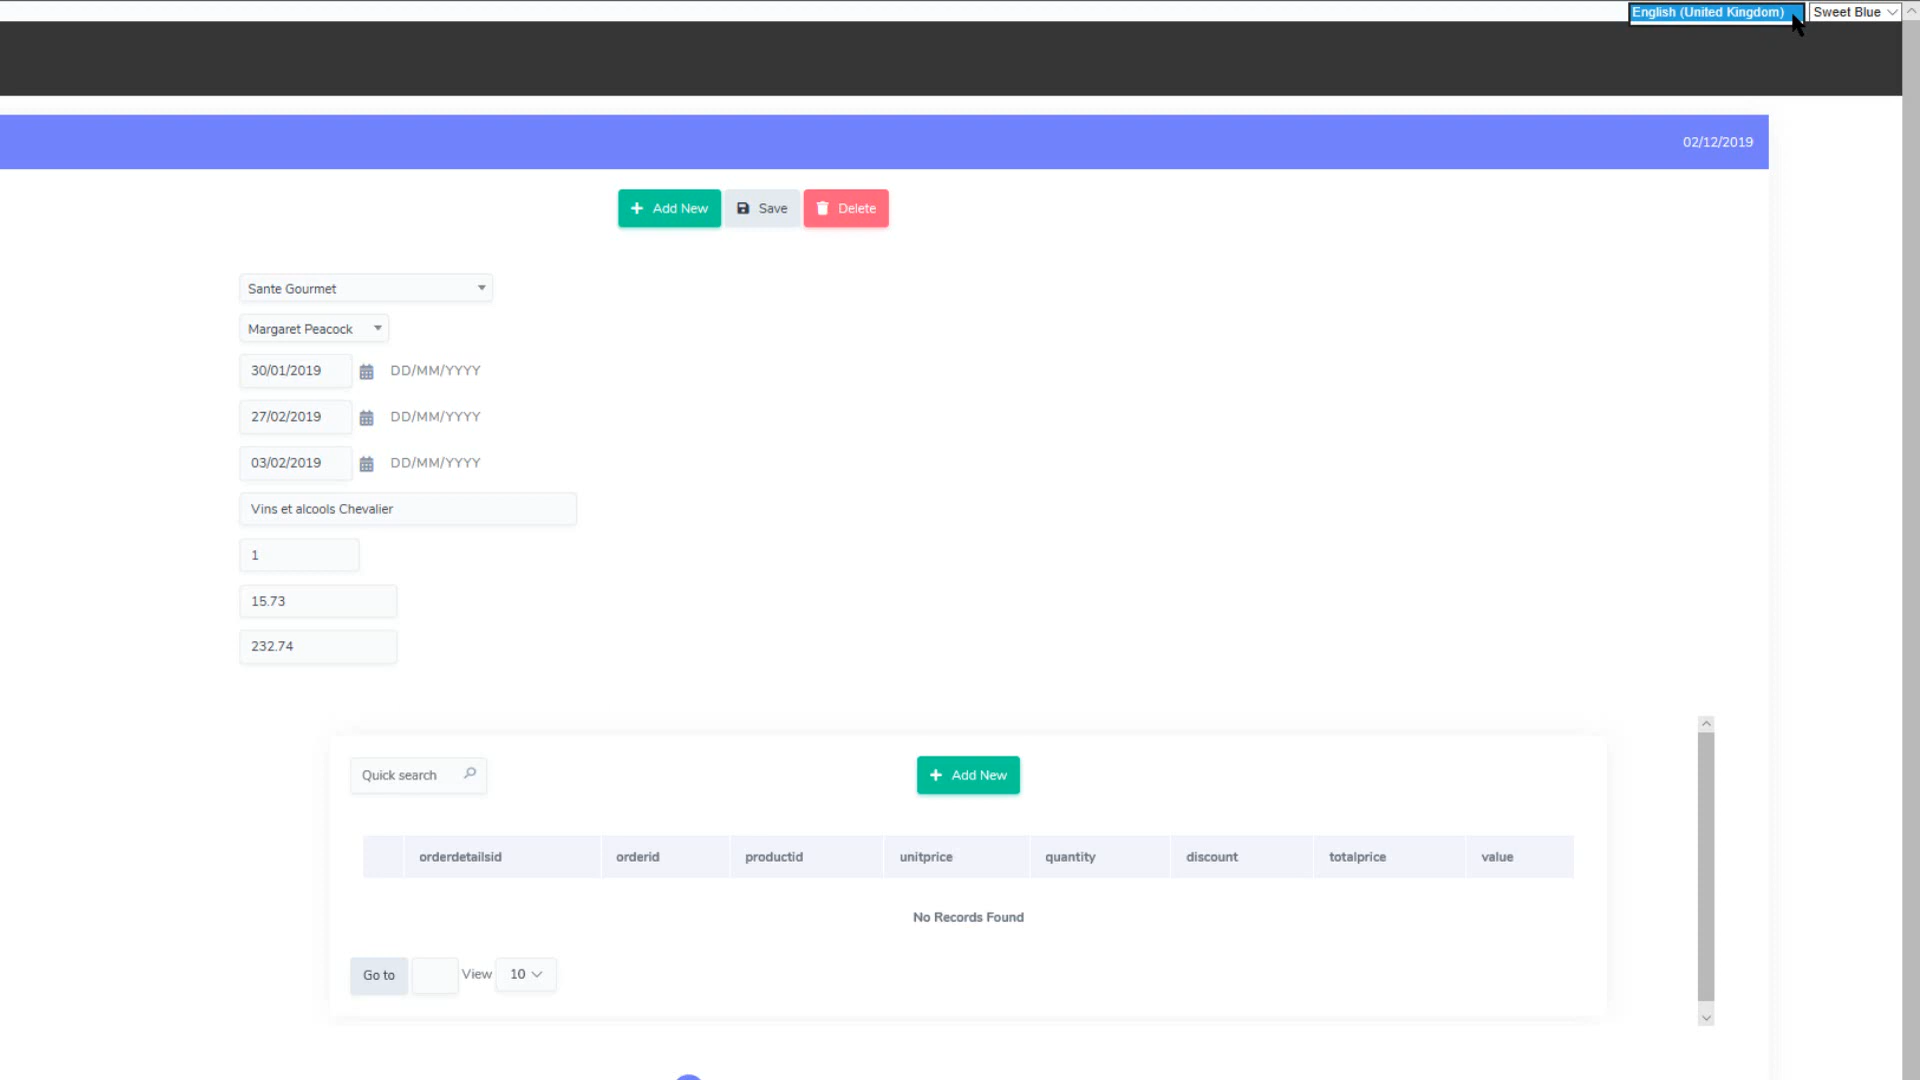 English (United Kingdom) Sweet Blue
02/12/2019
Add New Save Delete
Sante Gourmet
Margaret Peacock
30/01/2019 DD/MM/YYYY
27/02/2019 DD/MM/YYYY
03/02/2019 DD/MM/YYYY
Vins et alcools Chevalier
1
15.73
232.74
Quick search Add New
orderdetailsid orderid productid unitprice quantity discount totalprice value
No Records Found
Go to View 10